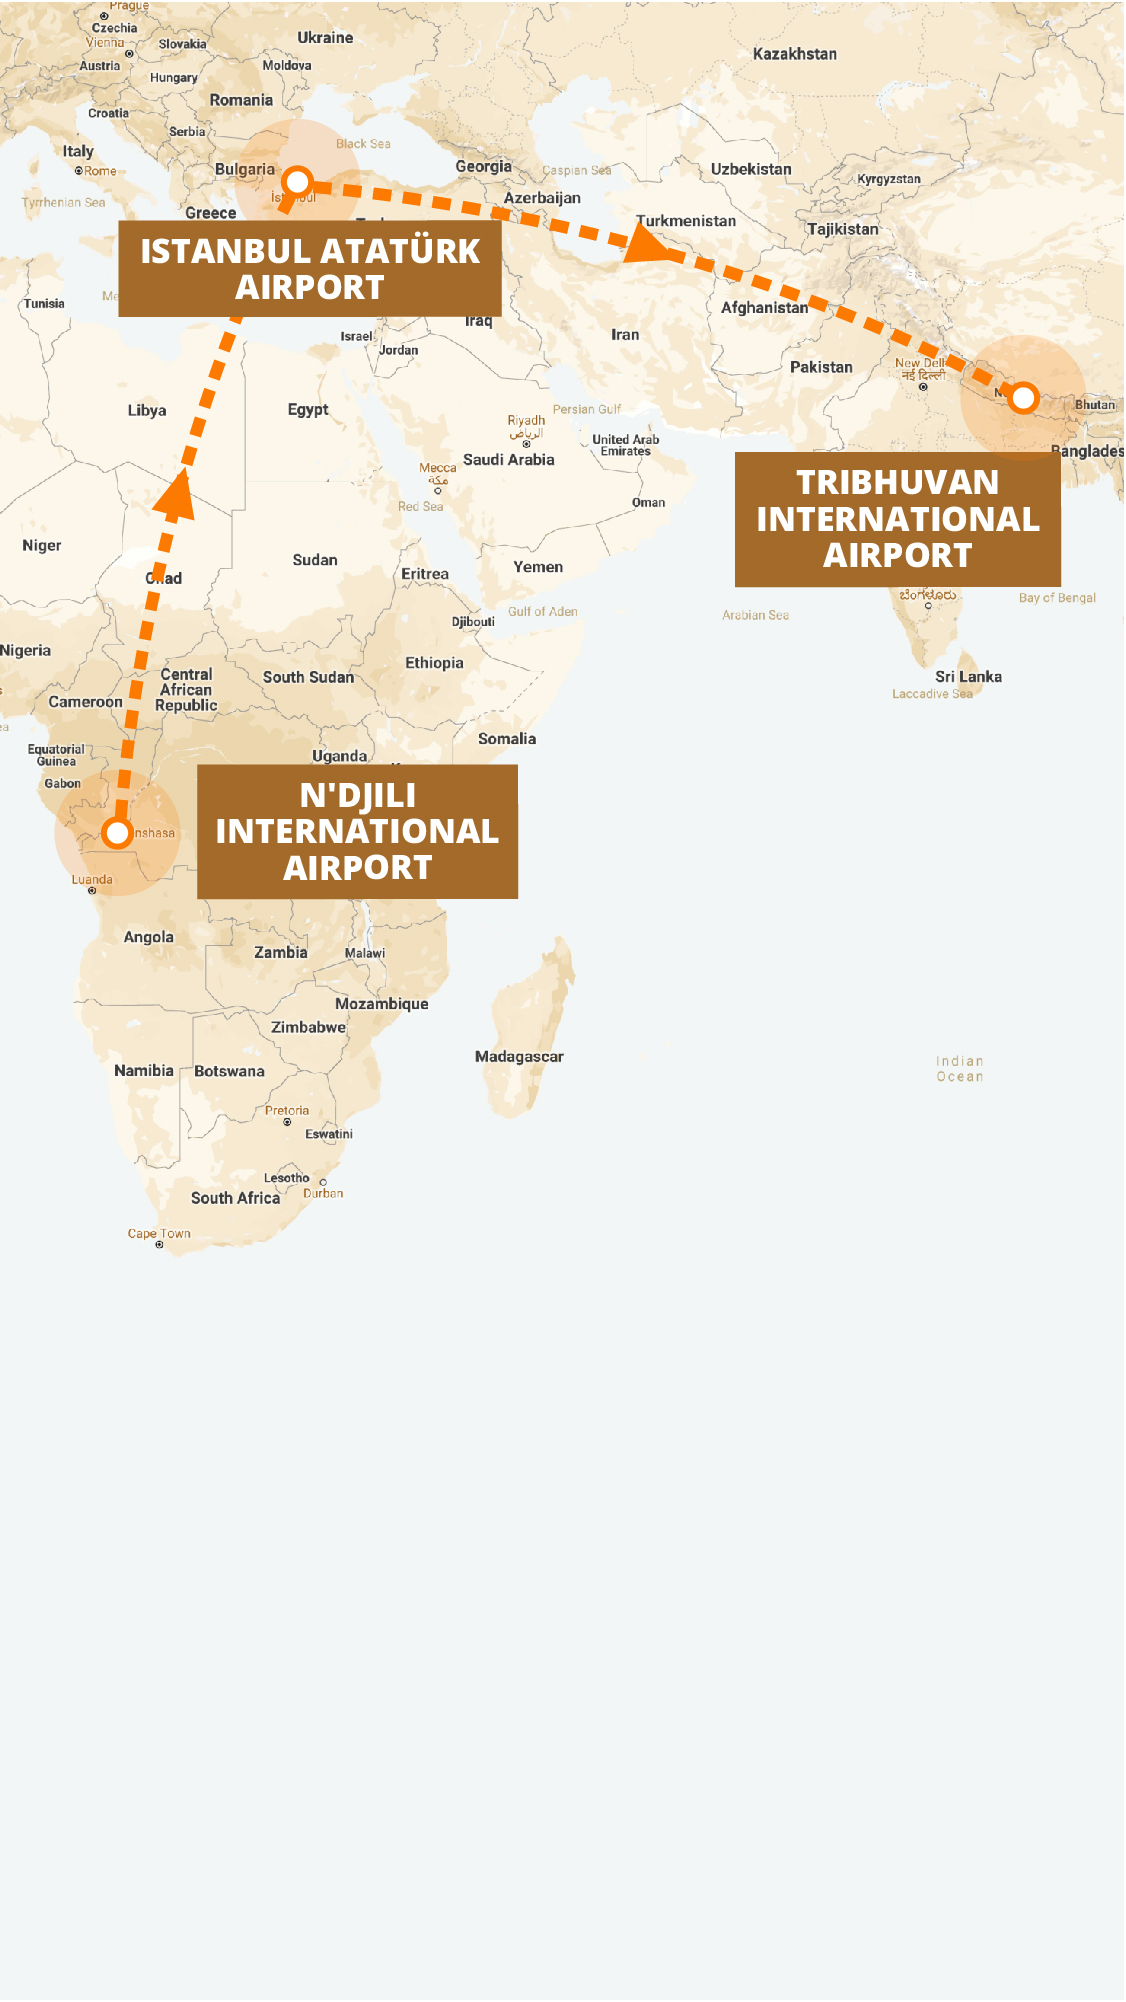 Prague
Czechia
Vienna
Slovakia
Ukraine
Kazakhstan
Austria
Moldova
Hungary
Romania
Croatia
Serbia
Black Sea
Italy
Rome
Bulgaria
Georgia
Caspian Sea
Uzbekistan
Kyrgyzstan
Azerbaijan
Tyrrhenian Sea
Greece
Turkmenistan
Tajikistan
ISTANBUL ATATÜRK
AIRPORT
Tunisia
Iraq
Afghanistan
Israel
Iran
Jordan
Pakistan
New Delhi
नई दिल्ली
Bhutan
Libya
Egypt
Persian Gulf
Riyadh
الرياض
United Arab
Emirates
Saudi Arabia
Bangladesh
Mecca
مكة
Red Sea
Oman
TRIBHUVAN
INTERNATIONAL
AIRPORT
Niger
Sudan
Chad
Eritrea
Yemen
ಬೆಂಗಳೂರು
Bay of Bengal
Gulf of Aden
Arabian Sea
Djibouti
Nigeria
Ethiopia
Central
African
Republic
South Sudan
Sri Lanka
Laccadive Sea
Cameroon
Somalia
Equatorial
Guinea
Uganda
Gabon
N'DJILI
INTERNATIONAL
AIRPORT
nshasa
Luanda
Angola
Zambia
Malawi
Mozambique
Zimbabwe
Madagascar
Indian
Ocean
Namibia
Botswana
Pretoria
Eswatini
Lesotho
Durban
South Africa
Cape Town